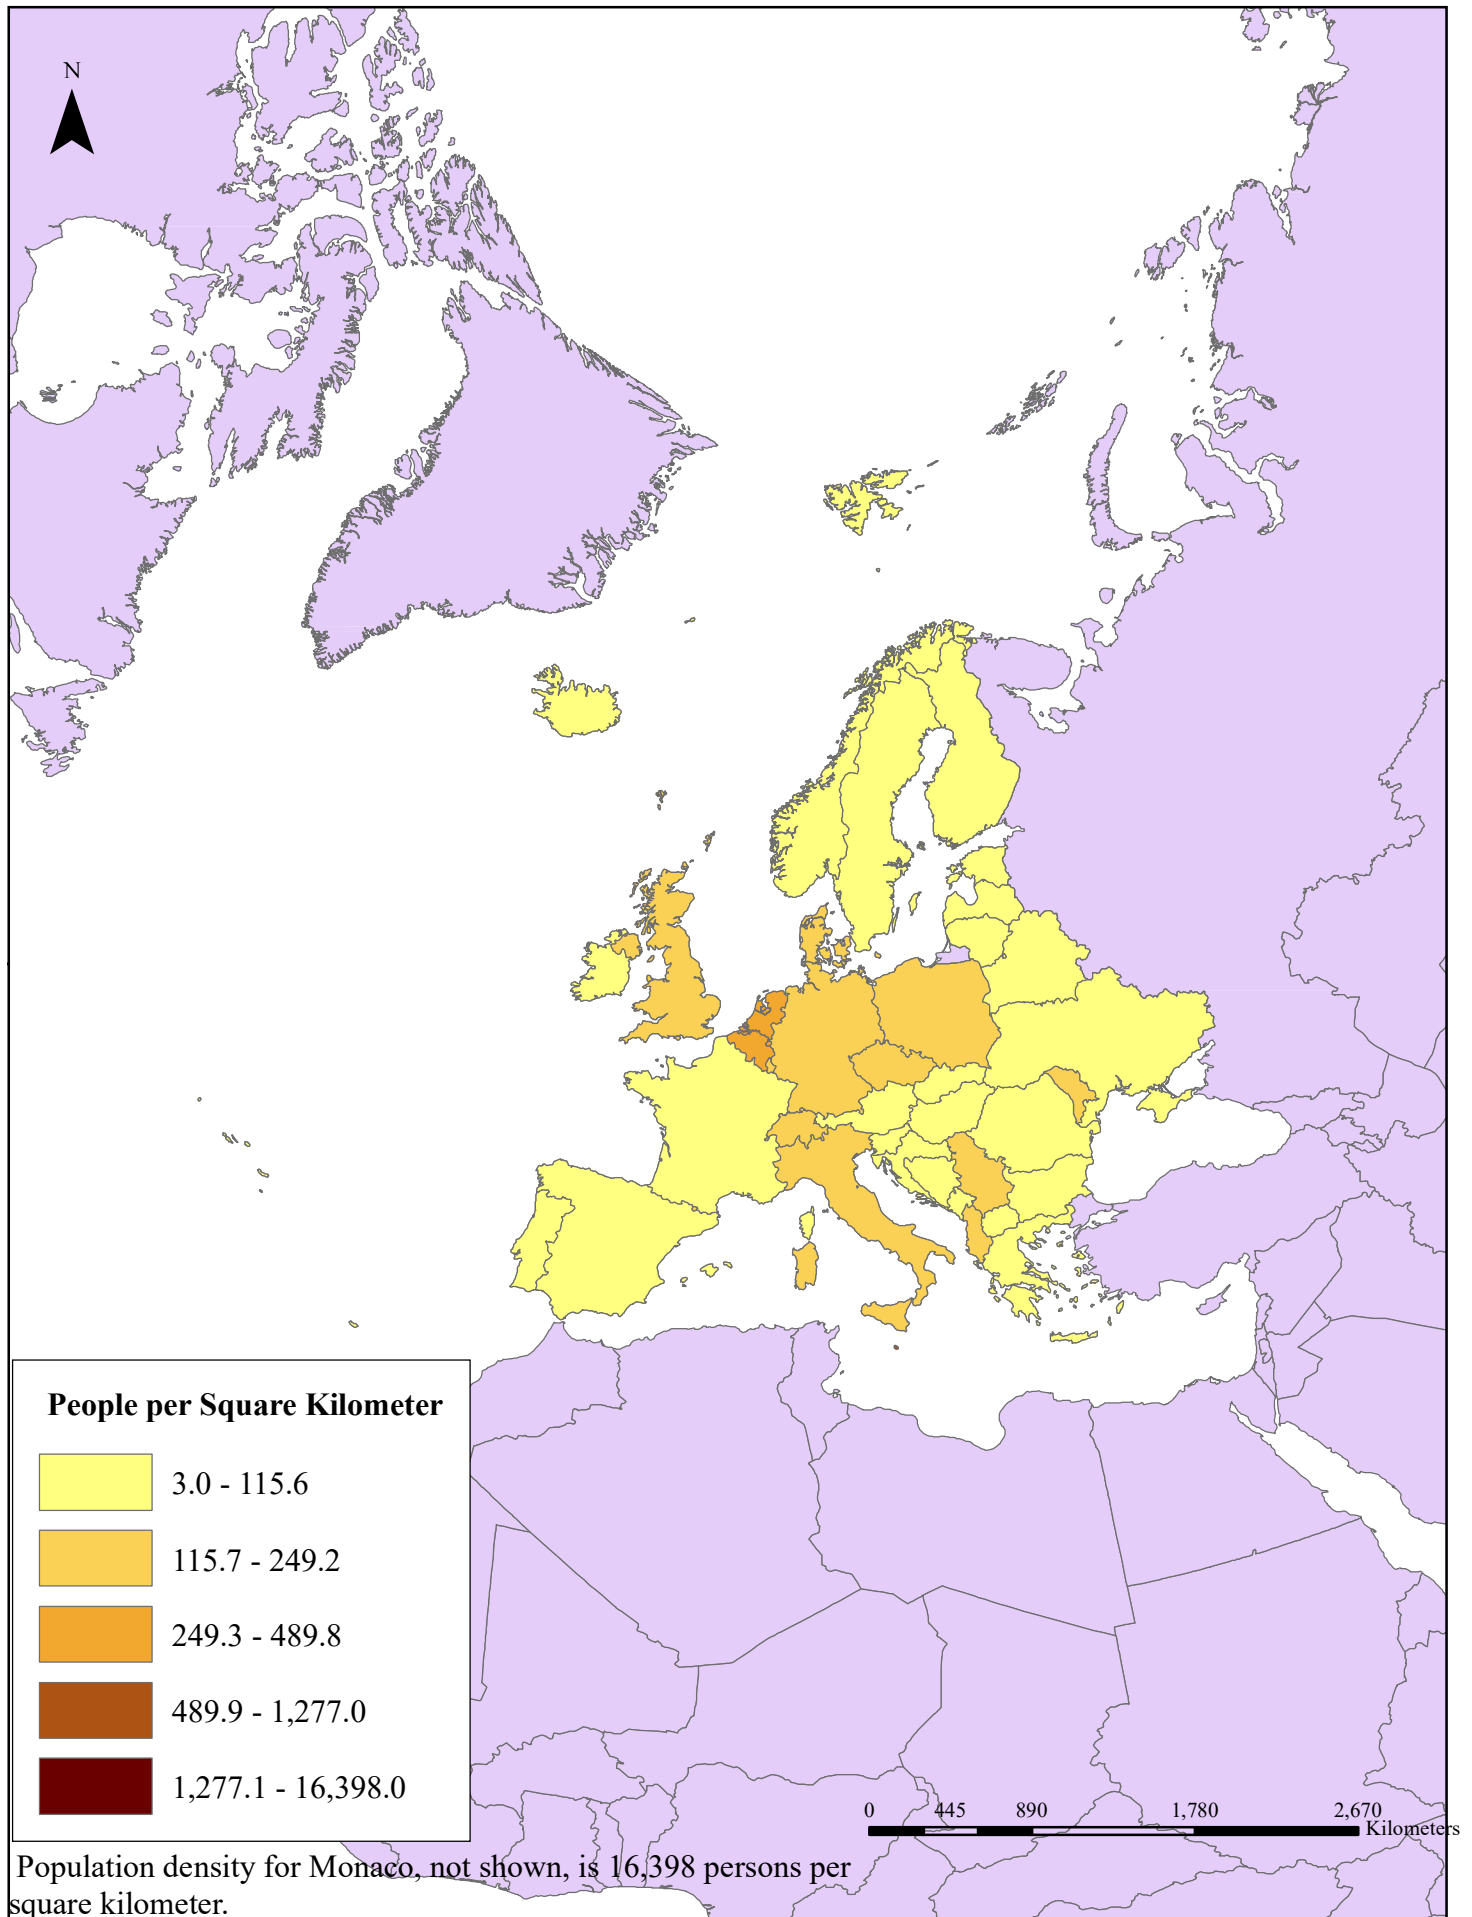 N
People per Square Kilometer
3.0 - 115.6
115.7 - 249.2
249.3 - 489.8
489.9 - 1,277.0
1,277.1 - 16,398.0
0 445 890 1,780 2,670
Kilometers
Population density for Monaco, not shown, is 16,398 persons per
square kilometer.